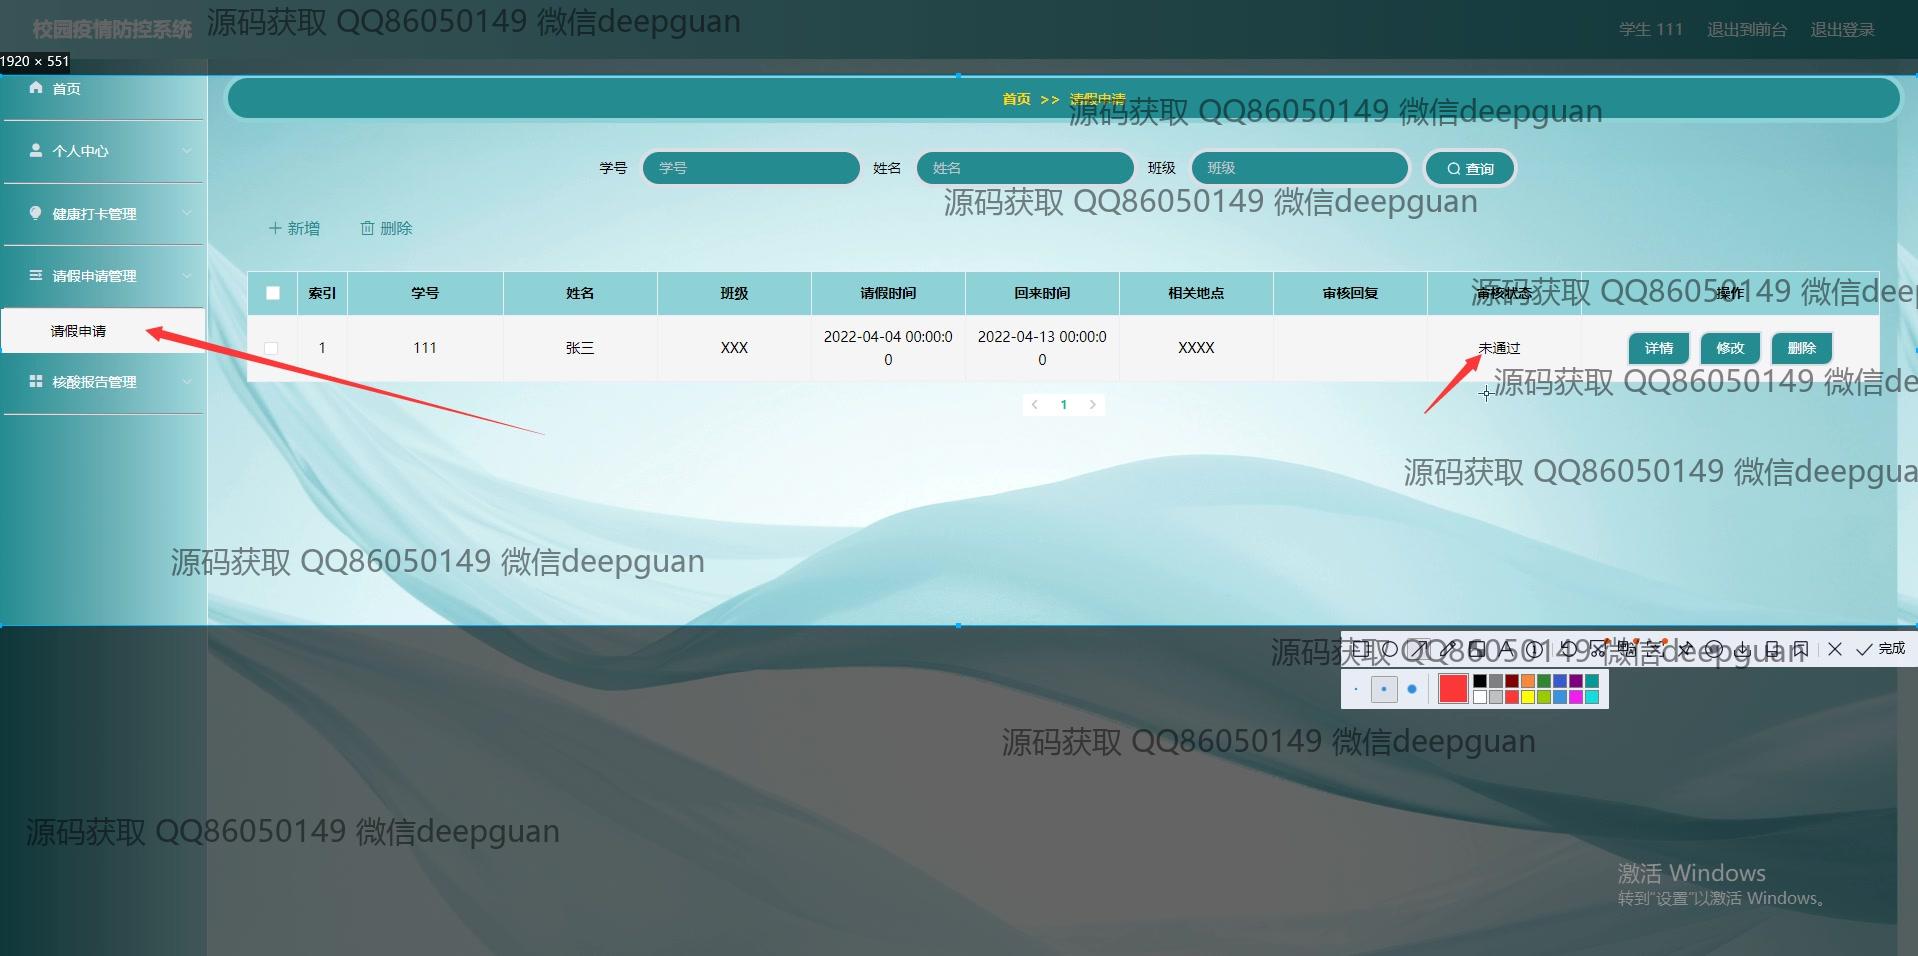 校园疫情防控系统
源码获取 QQ86050149 微信deepguan
学生 111
退出到前台
退出登录
1920 × 551
首页
个人中心
健康打卡管理
请假申请管理
请假申请
核酸报告管理
首页 >> 请假申请
源码获取 QQ86050149 微信deepguan
学号 学号 姓名 姓名 班级 班级 查询
源码获取 QQ86050149 微信deepguan
新增 删除
索引 学号 姓名 班级 请假时间 回来时间 相关地点 审核回复 审核状态 操作
源码获取 QQ86050149 微信deep
1 111 张三 XXX 2022-04-04 00:00:00 2022-04-13 00:00:00 XXXX 未通过 详情 修改 删除
源码获取 QQ86050149 微信de
1
源码获取 QQ86050149 微信deepgua
源码获取 QQ86050149 微信deepguan
源码获取 QQ86050149 微信deepguan
完成
源码获取 QQ86050149 微信deepguan
源码获取 QQ86050149 微信deepguan
激活 Windows
转到“设置”以激活 Windows。